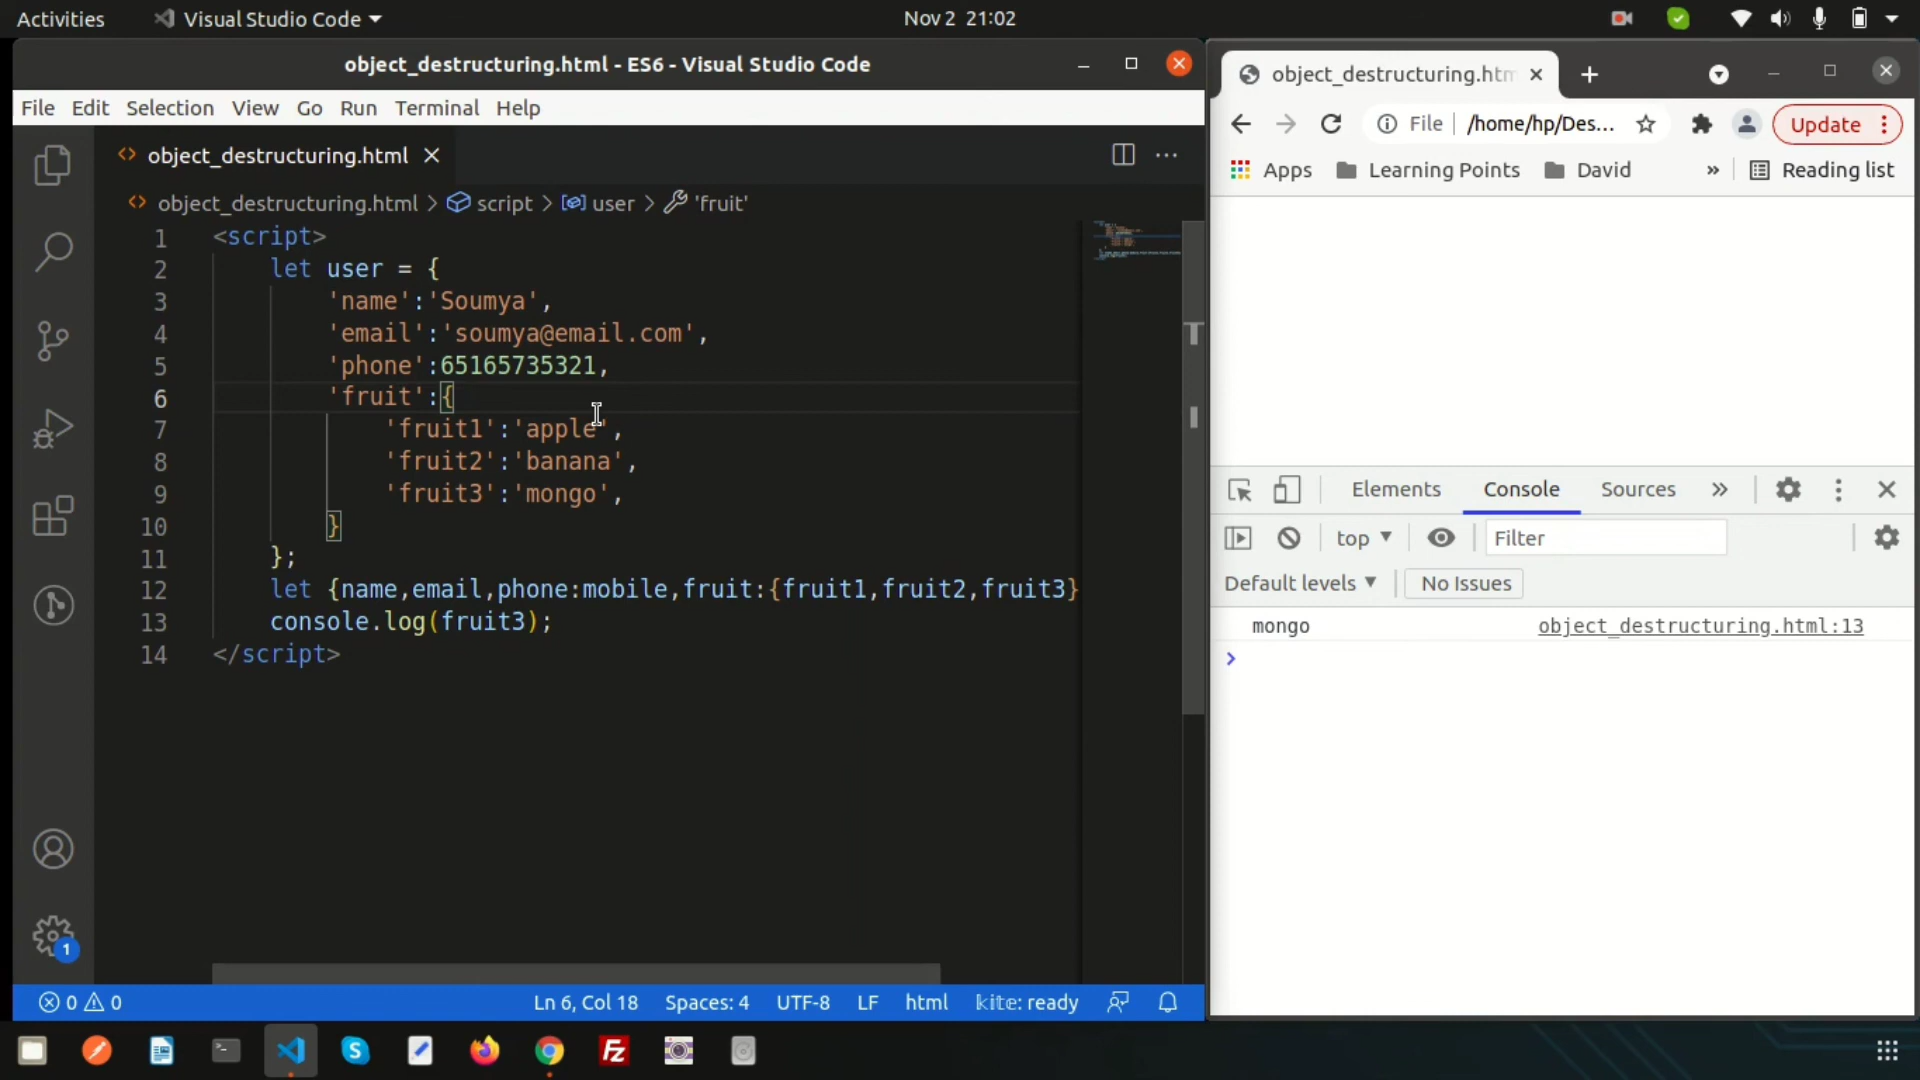 Activities
Visual Studio Code
Nov 2 21:02
object_destructuring.html - ES6 - Visual Studio Code
File Edit Selection View Go Run Terminal Help
object_destructuring.html
object_destructuring.html > script > user > 'fruit'
1 <script>
2 let user = {
3 'name':'Soumya',
4 'email':'soumya@email.com',
5 'phone':65165735321,
6 'fruit':{
7 'fruit1':'apple',
8 'fruit2':'banana',
9 'fruit3':'mongo',
10 }
11 };
12 let {name,email,phone:mobile,fruit:{fruit1,fruit2,fruit3}
13 console.log(fruit3);
14 </script>
1
0 0
Ln 6, Col 18 Spaces: 4 UTF-8 LF html kite: ready
object_destructuring.htm
File /home/hp/Des... Update
Apps Learning Points David » Reading list
Elements Console Sources »
top Filter
Default levels No Issues
mongo object_destructuring.html:13
>